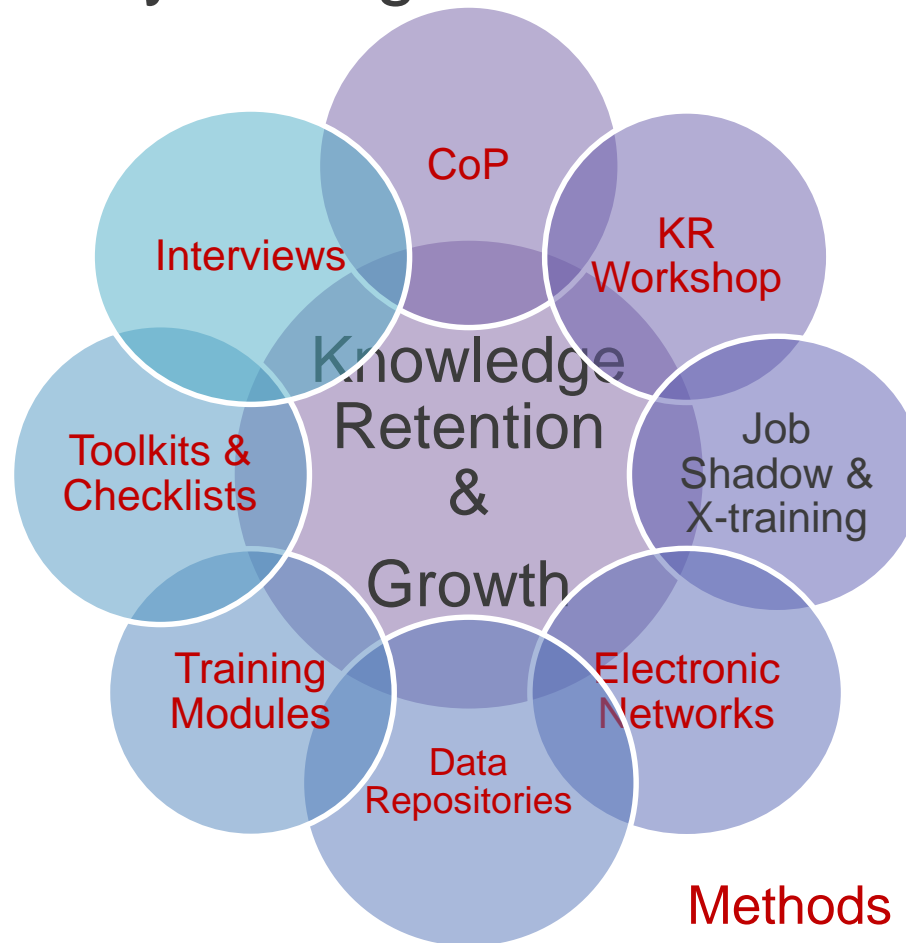 CoP
KR
Workshop
Interviews
Knowledge
Retention
&
Growth
Job
Shadow &
X-training
Toolkits &
Checklists
Electronic
Networks
Training
Modules
Data
Repositories
Methods